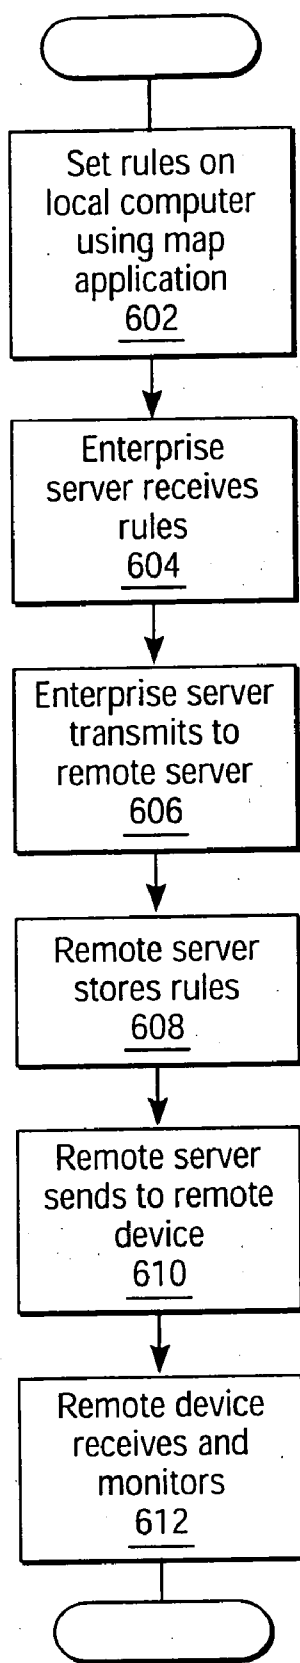 Set rules on
local computer
using map
application
602
Enterprise
server receives
rules
604
Enterprise server
transmits to
remote server
606
Remote server
stores rules
608
Remote server
sends to remote
device
610
Remote device
receives and
monitors
612